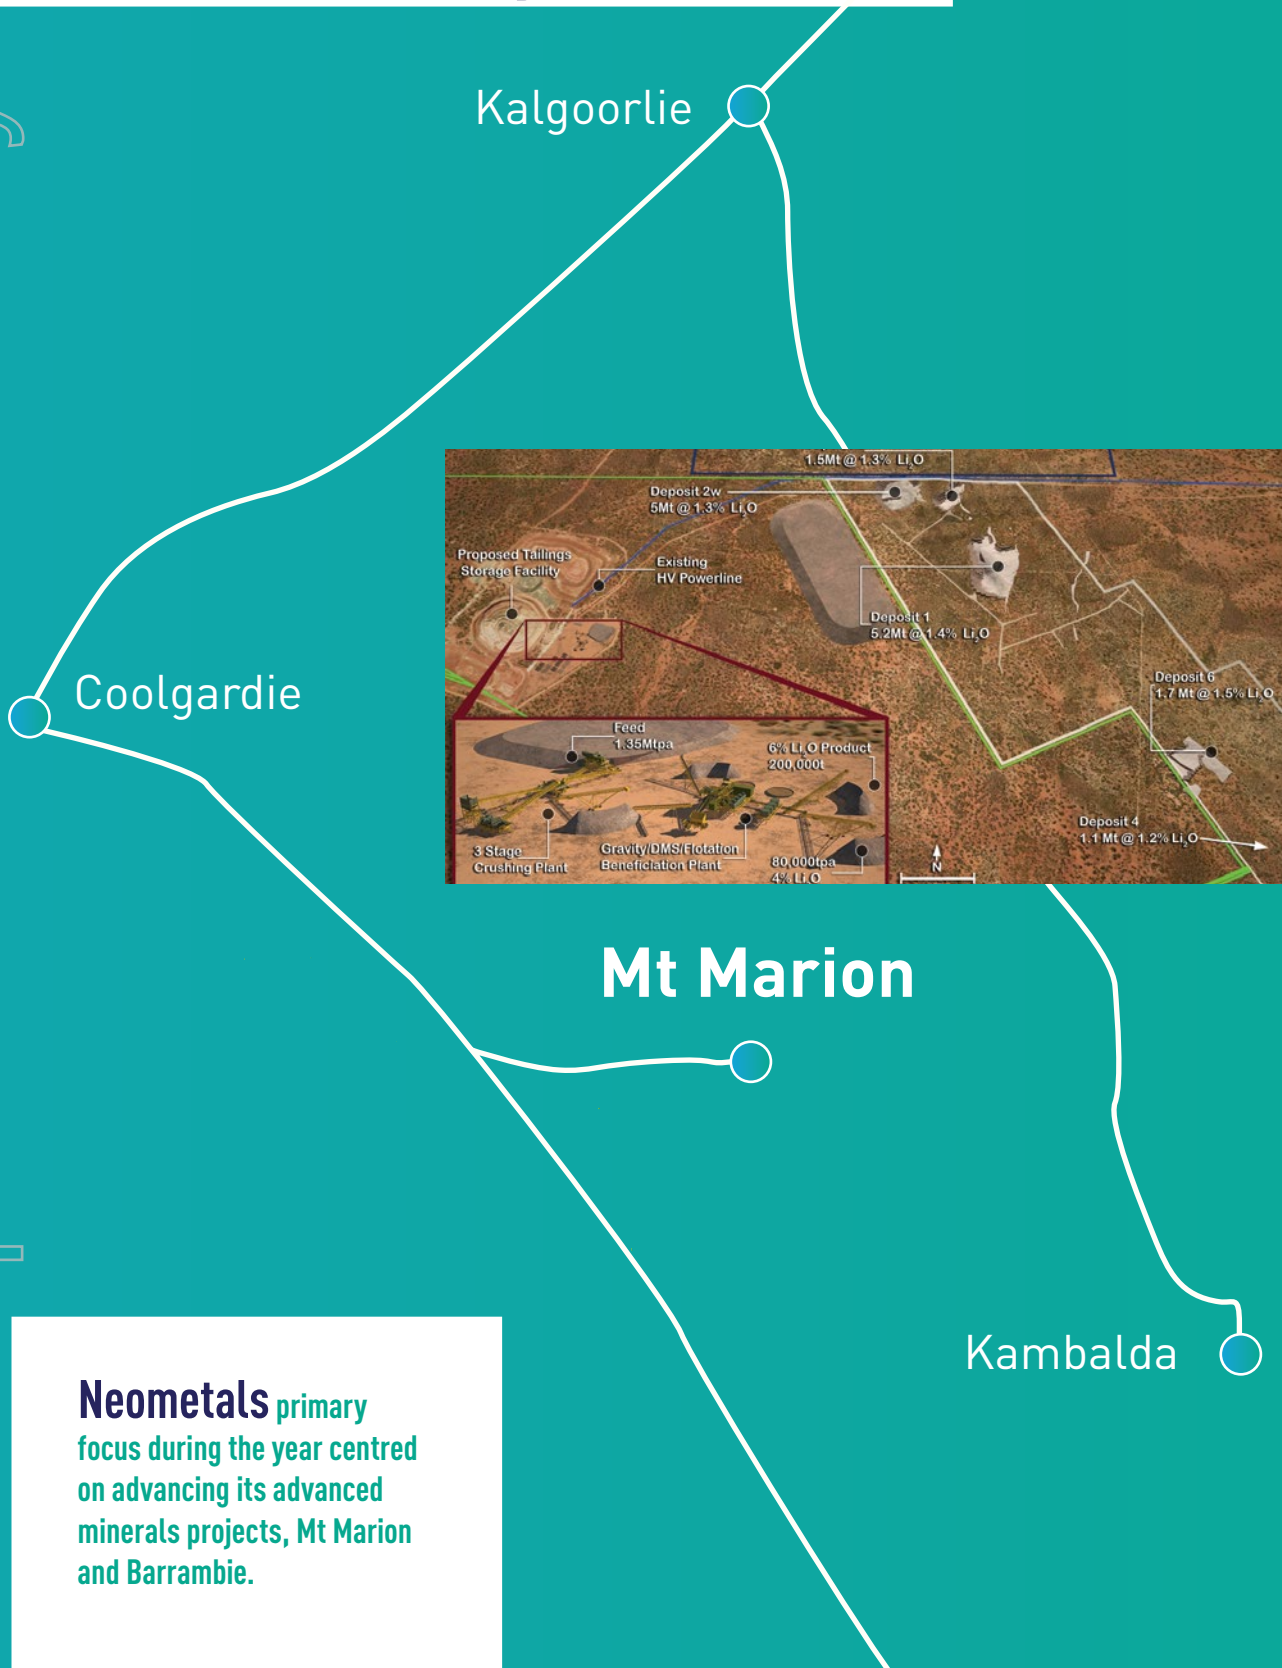 Kalgoorlie
1.5Mt @ 1.3% Li₂O
Deposit 2w
5Mt @ 1.3% Li₂O
Proposed Tailings
Storage Facility
Existing
HV Powerline
Deposit 1
5.2Mt @ 1.4% Li₂O
Deposit 6
1.7 Mt @ 1.5% Li₂O
Coolgardie
Feed
1.35Mtpa
6% Li₂O Product
200,000t
Deposit 4
1.1 Mt @ 1.2% Li₂O
3 Stage
Crushing Plant
Gravity/DMS/Flotation
Beneficiation Plant
80,000tpa
4% Li₂O
N
Mt Marion
Kambalda
Neometals primary
focus during the year centred
on advancing its advanced
minerals projects, Mt Marion
and Barrambie.